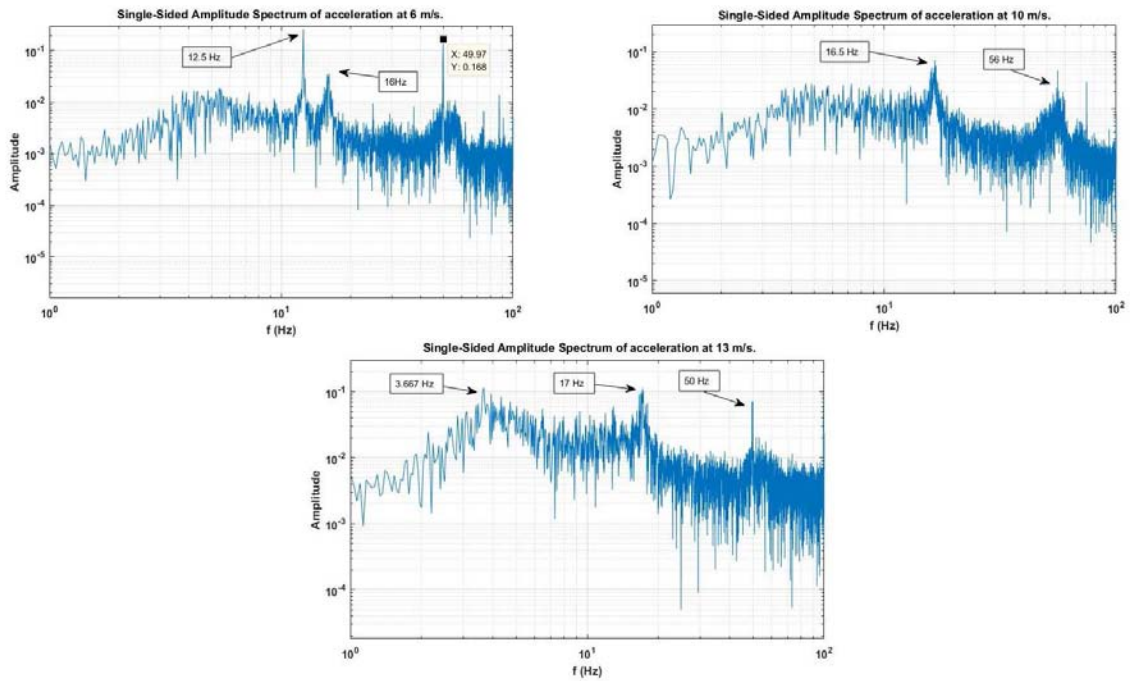 Single-Sided Amplitude Spectrum of acceleration at 6 m/s.
10^-1
10^-2
10^-3
10^-4
10^-5
Amplitude
12.5 Hz
16Hz
X: 49.97
Y: 0.168
10^0
10^1
10^2
f (Hz)
Single-Sided Amplitude Spectrum of acceleration at 10 m/s.
10^-1
10^-2
10^-3
10^-4
10^-5
Amplitude
16.5 Hz
56 Hz
10^0
10^1
10^2
f (Hz)
Single-Sided Amplitude Spectrum of acceleration at 13 m/s.
10^-1
10^-2
10^-3
10^-4
Amplitude
3.667 Hz
17 Hz
50 Hz
10^0
10^1
10^2
f (Hz)